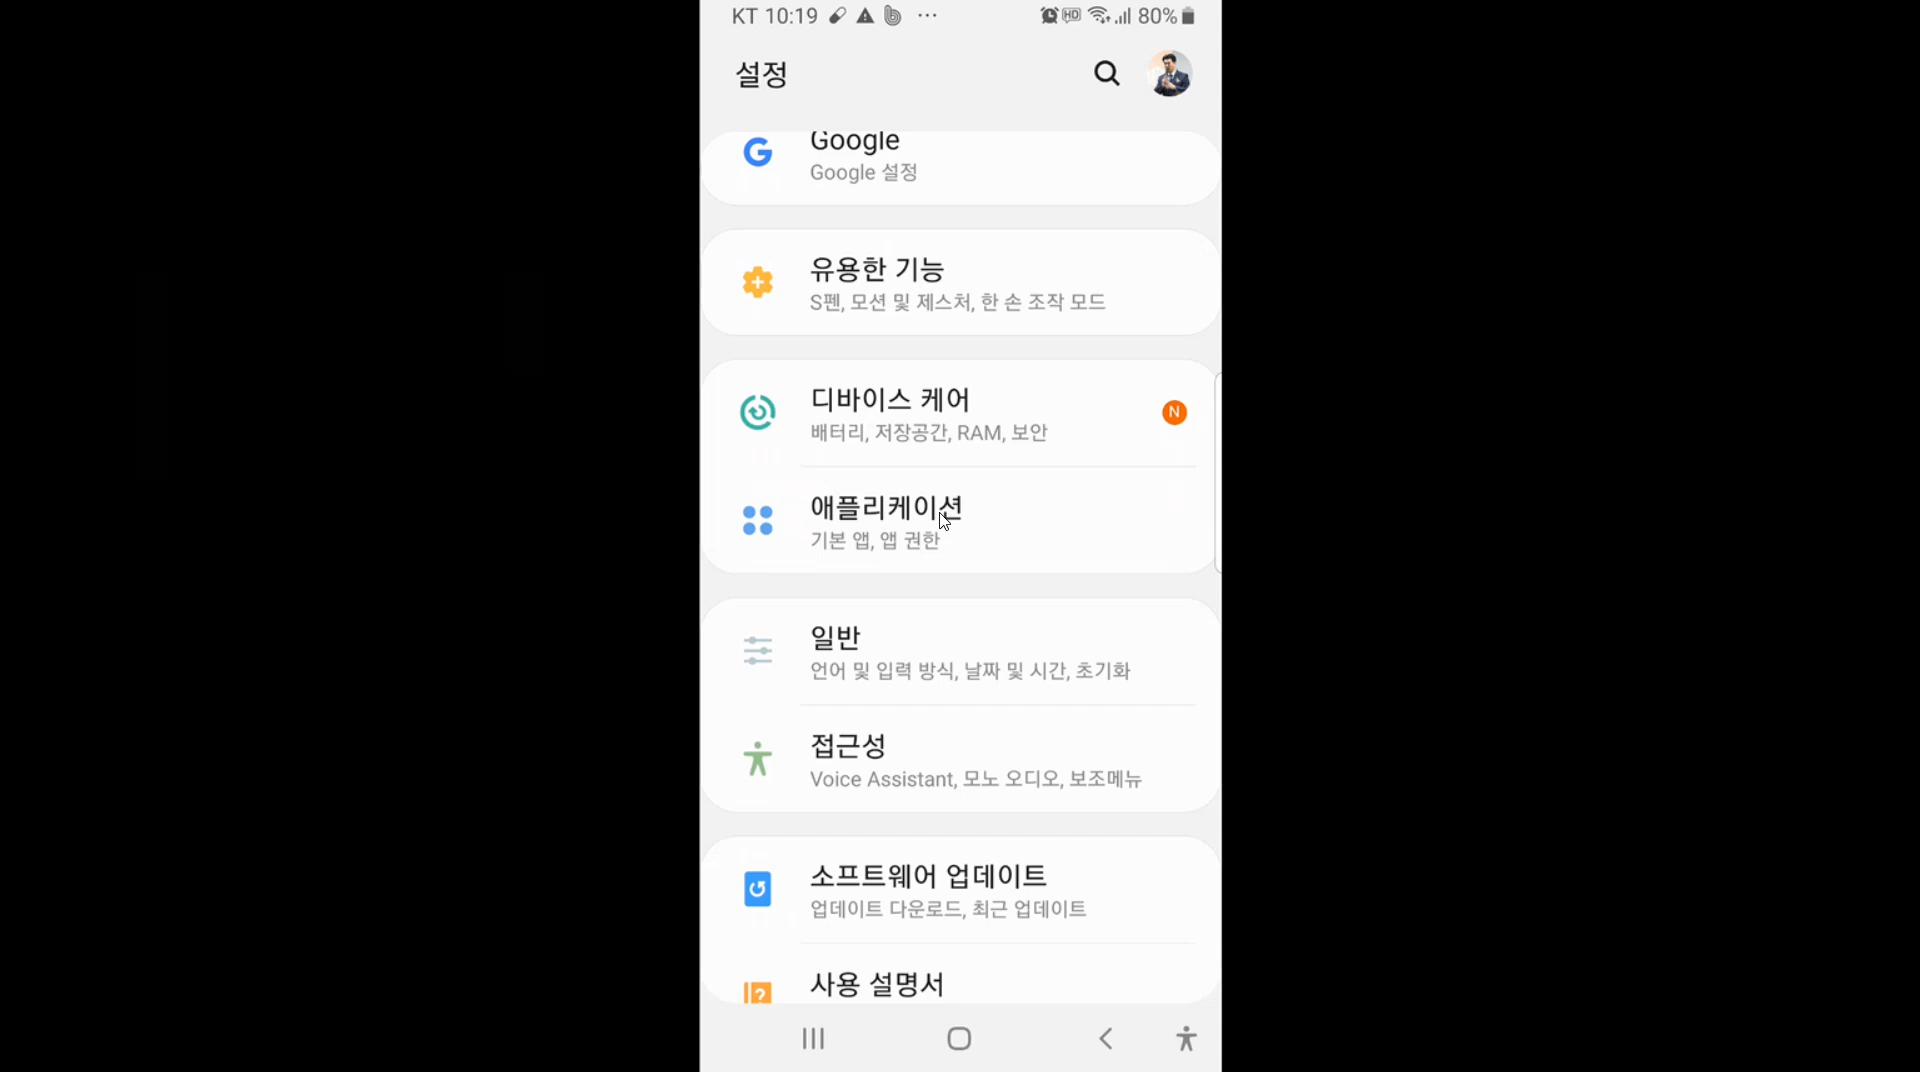 KT 10:19 ··· HD 80%
설정
Google
Google 설정
유용한 기능
S펜, 모션 및 제스처, 한 손 조작 모드
디바이스 케어
N
배터리, 저장공간, RAM, 보안
애플리케이션
기본 앱, 앱 권한
일반
언어 및 입력 방식, 날짜 및 시간, 초기화
접근성
Voice Assistant, 모노 오디오, 보조메뉴
소프트웨어 업데이트
업데이트 다운로드, 최근 업데이트
사용 설명서